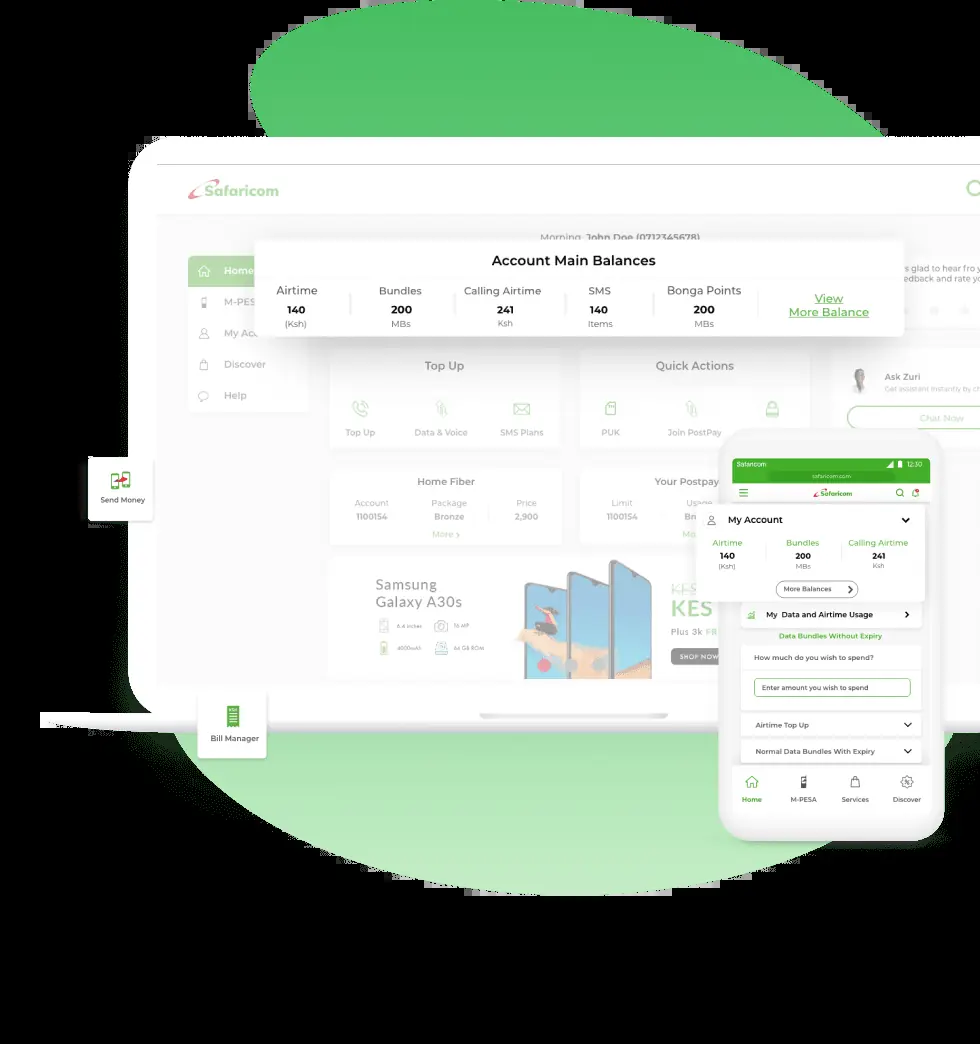 Safaricom
Morning, John Doe (0712345678)
Account Main Balances
Airtime
140
(Ksh)
Bundles
200
MBs
Calling Airtime
241
Ksh
SMS
140
Items
Bonga Points
200
MBs
View
More Balance
Home
M-PES
My Acc
Discover
Help
s glad to hear fro y
edback and rate yo
Top Up
Top Up
Data & Voice
SMS Plans
Quick Actions
PUK
Join PostPay
Ask Zuri
Get assistant instantly by ch
Chat Now
Send Money
Home Fiber
Account
1100154
Package
Bronze
Price
2,900
More >
Your Postpay
Limit
1100154
Usage
Bn
Mo
Samsung
Galaxy A30s
6.4 inches
16 MP
4000mAh
64 GB ROM
KES
KES
Plus 3k FR
SHOP NOW
Bill Manager
Safaricom
12:30
safaricom.com
Safaricom
My Account
Airtime
140
(Ksh)
Bundles
200
MBs
Calling Airtime
241
Ksh
More Balances
My Data and Airtime Usage
Data Bundles Without Expiry
How much do you wish to spend?
Enter amount you wish to spend
Airtime Top Up
Normal Data Bundles With Expiry
Home
M-PESA
Services
Discover